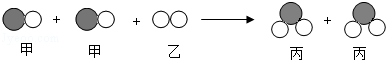 + + +
甲 甲 乙 丙 丙